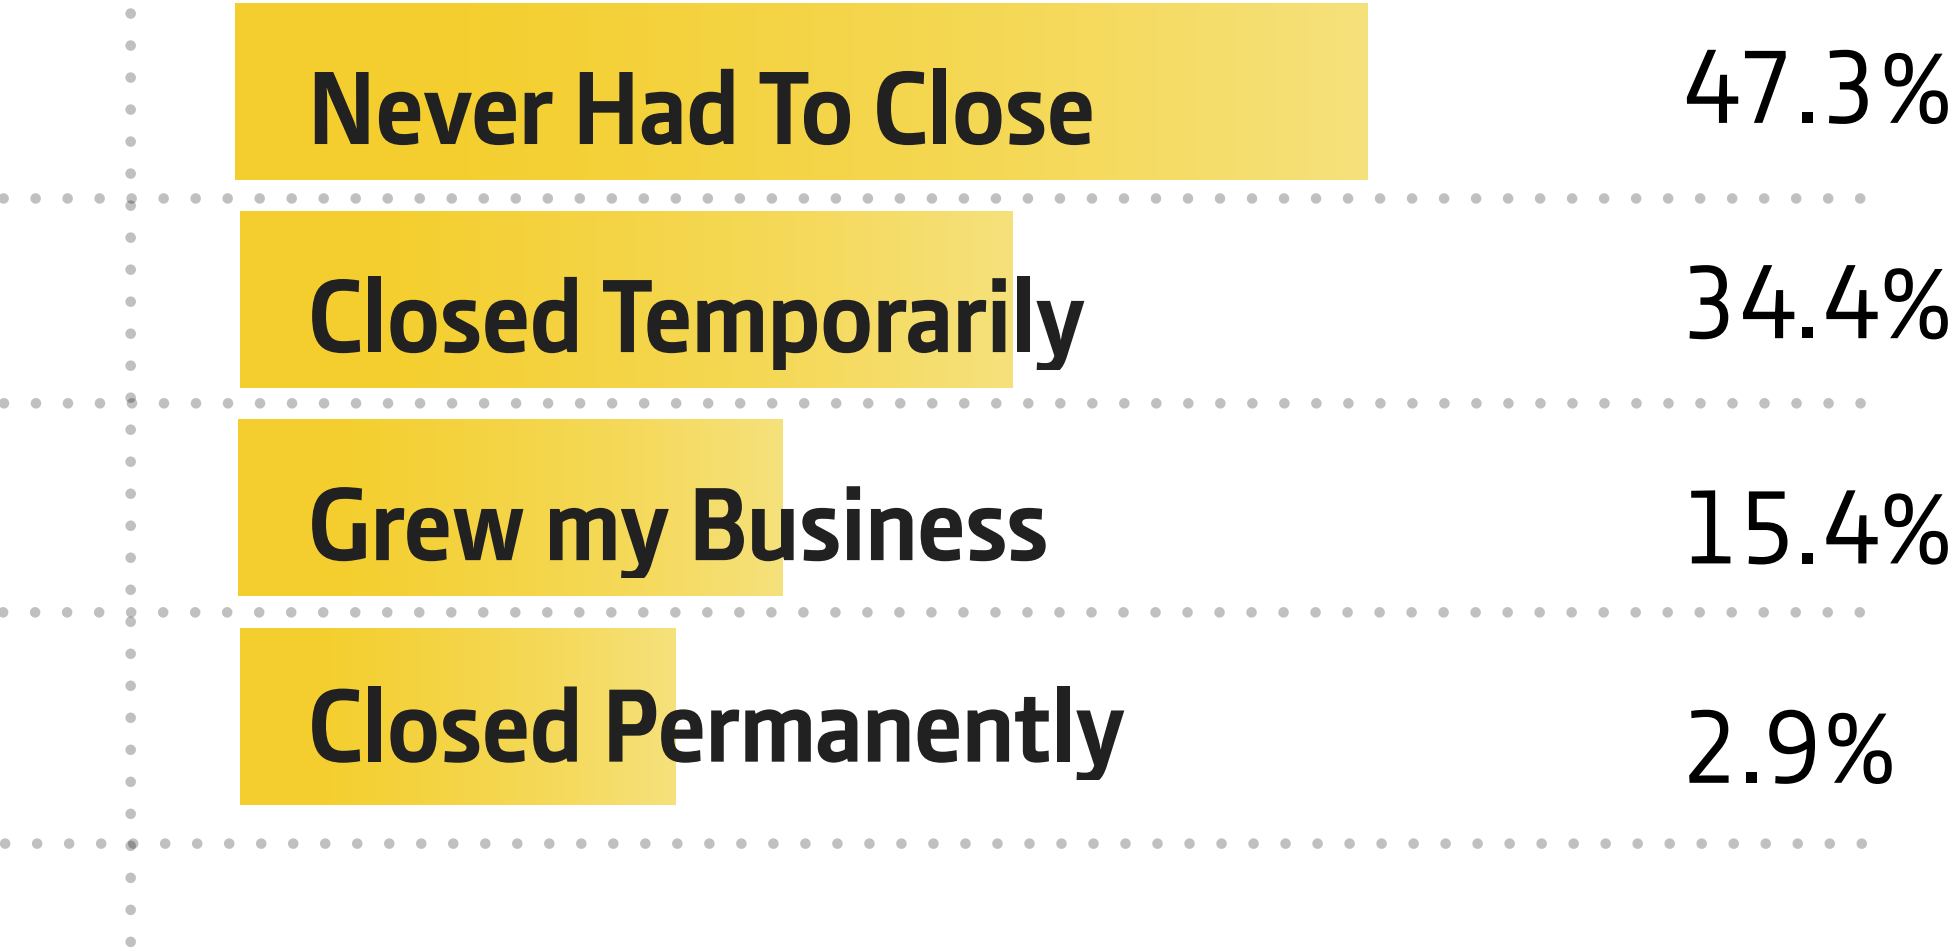 Never Had To Close 47.3%
Closed Temporarily 34.4%
Grew my Business 15.4%
Closed Permanently 2.9%